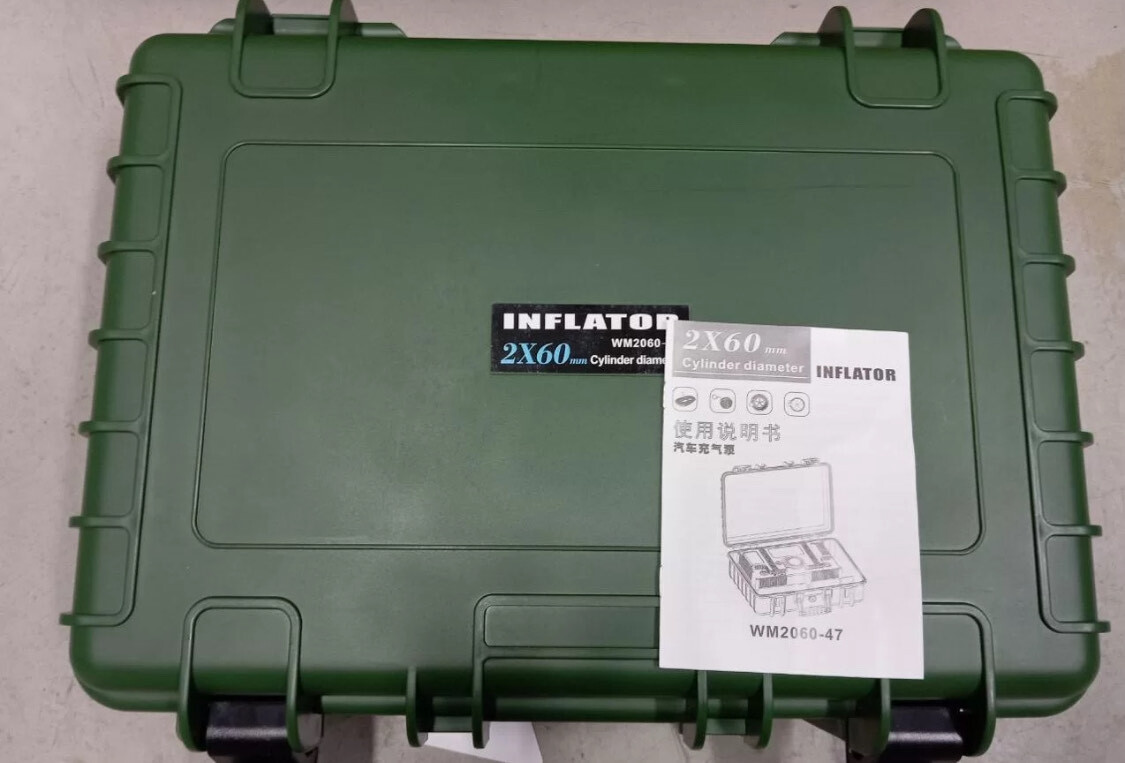 INFLATOR
WM2060-
2X60mm Cylinder diame
2X60 mm
Cylinder diameter
INFLATOR
使用说明书
汽车充气泵
WM2060-47